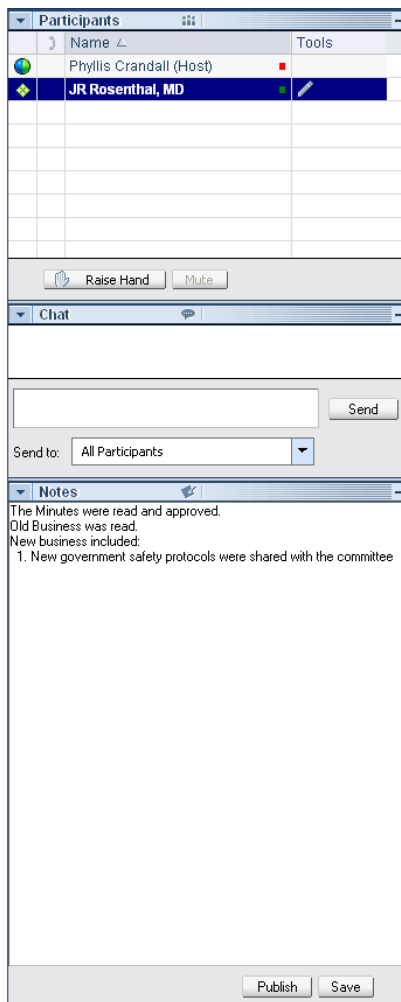 Participants
Name Tools
Phyllis Crandall (Host)
JR Rosenthal, MD
Raise Hand Mute
Chat
Send
Send to: All Participants
Notes
The Minutes were read and approved.
Old Business was read.
New business included:
1. New government safety protocols were shared with the committee
Publish Save